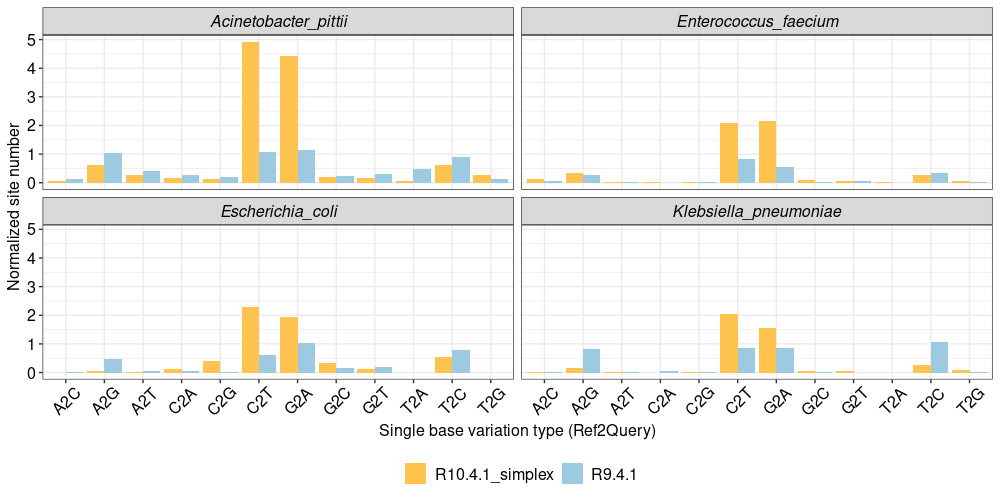 Acinetobacter_pittii
Enterococcus_faecium
5
4
3
2
1
0
Escherichia_coli
Klebsiella_pneumoniae
5
4
3
2
1
0
Normalized site number
A2C A2G A2T C2A C2G C2T G2A G2C G2T T2A T2C T2G
A2C A2G A2T C2A C2G C2T G2A G2C G2T T2A T2C T2G
Single base variation type (Ref2Query)
R10.4.1_simplex R9.4.1